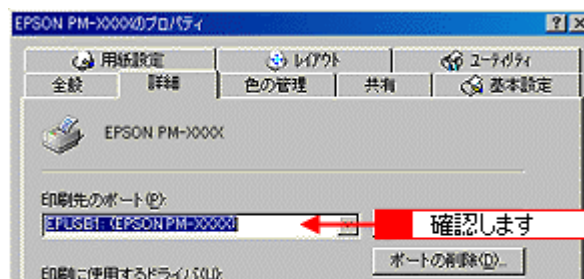 EPSON PM-XXXXのプロパティ
用紙設定 レイアウト ユーティリティ
全般 詳細 色の管理 共有 基本設定
EPSON PM-XXXX
印刷先のポート(P):
EPUSB1: (EPSON PM-XXXX) 確認します
ポートの削除(D)...
印刷に使用するドライバ(U):